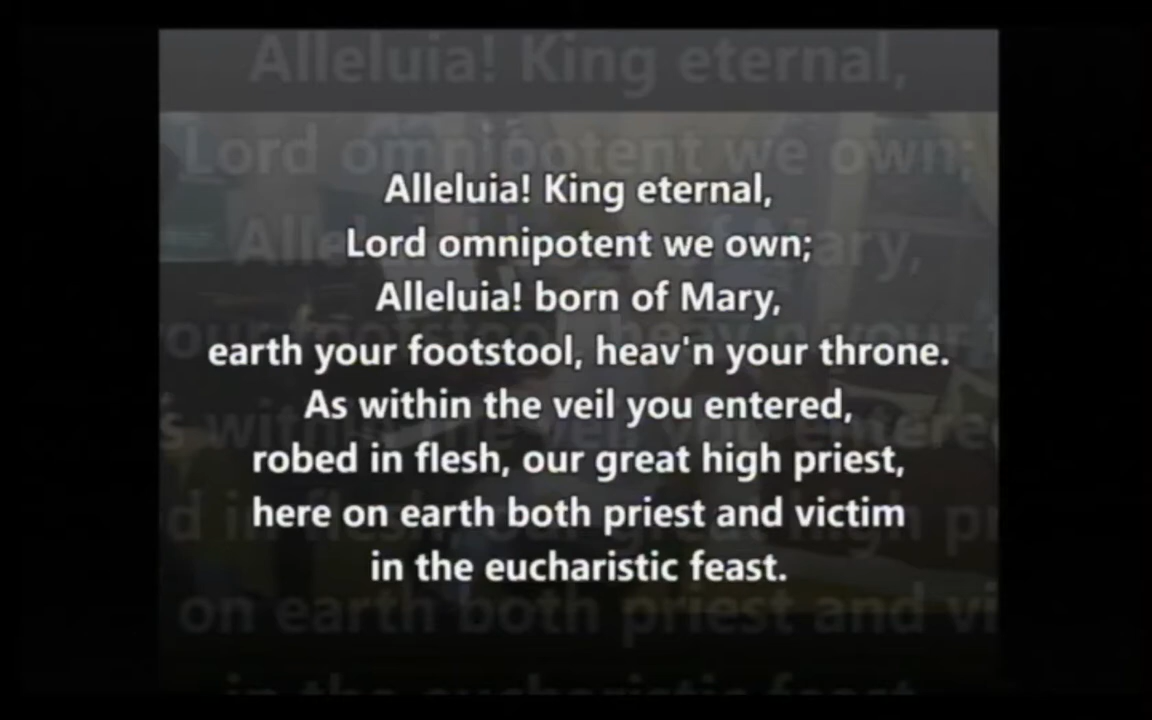 Alleluia! King eternal,
Lord omnipotent we own;
Alleluia! born of Mary,
earth your footstool, heav'n your throne.
As within the veil you entered,
robed in flesh, our great high priest,
here on earth both priest and victim
in the eucharistic feast.